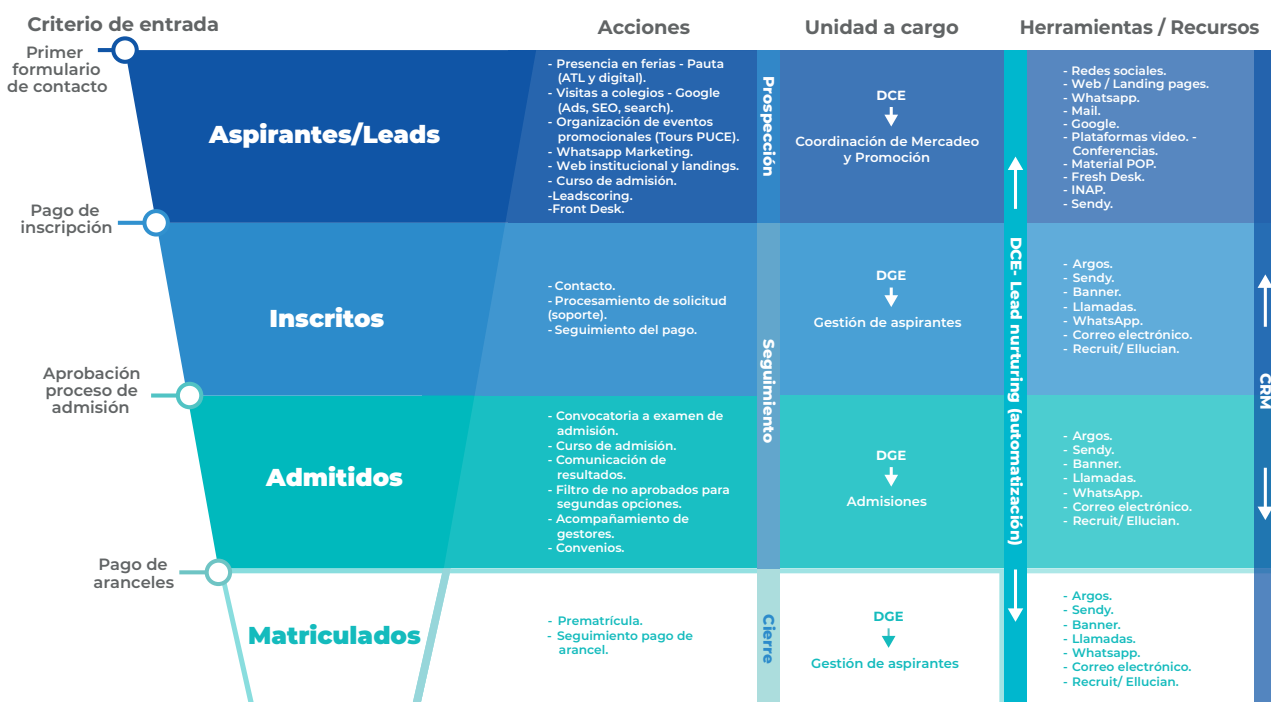 Criterio de entrada
Acciones
Unidad a cargo
Herramientas / Recursos
Primer
formulario
de contacto
Aspirantes/Leads
- Presencia en ferias - Pauta
(ATL y digital).
- Visitas a colegios - Google
(Ads, SEO, search).
- Organización de eventos
promocionales (Tours PUCE).
- Whatsapp Marketing.
- Web institucional y landings.
- Curso de admisión.
-Leadscoring.
-Front Desk.
Prospección
DCE
Coordinación de Mercadeo
y Promoción
- Redes sociales.
- Web / Landing pages.
- Whatsapp.
- Mail.
- Google.
- Plataformas video. -
Conferencias.
- Material POP.
- Fresh Desk.
- INAP.
- Sendy.
Pago de
inscripción
Inscritos
- Contacto.
- Procesamiento de solicitud
(soporte).
- Seguimiento del pago.
Seguimiento
DGE
Gestión de aspirantes
DCE- Lead nurturing (automatización)
- Argos.
- Sendy.
- Banner.
- Llamadas.
- WhatsApp.
- Correo electrónico.
- Recruit/ Ellucian.
CRM
Aprobación
proceso de
admisión
Admitidos
- Convocatoria a examen de
admisión.
- Curso de admisión.
- Comunicación de
resultados.
- Filtro de no aprobados para
segundas opciones.
- Acompañamiento de
gestores.
- Convenios.
DGE
Admisiones
- Argos.
- Sendy.
- Banner.
- Llamadas.
- WhatsApp.
- Correo electrónico.
- Recruit/ Ellucian.
Pago de
aranceles
Matriculados
- Prematrícula.
- Seguimiento pago de
arancel.
Cierre
DGE
Gestión de aspirantes
- Argos.
- Sendy.
- Banner.
- Llamadas.
- Whatsapp.
- Correo electrónico.
- Recruit/ Ellucian.